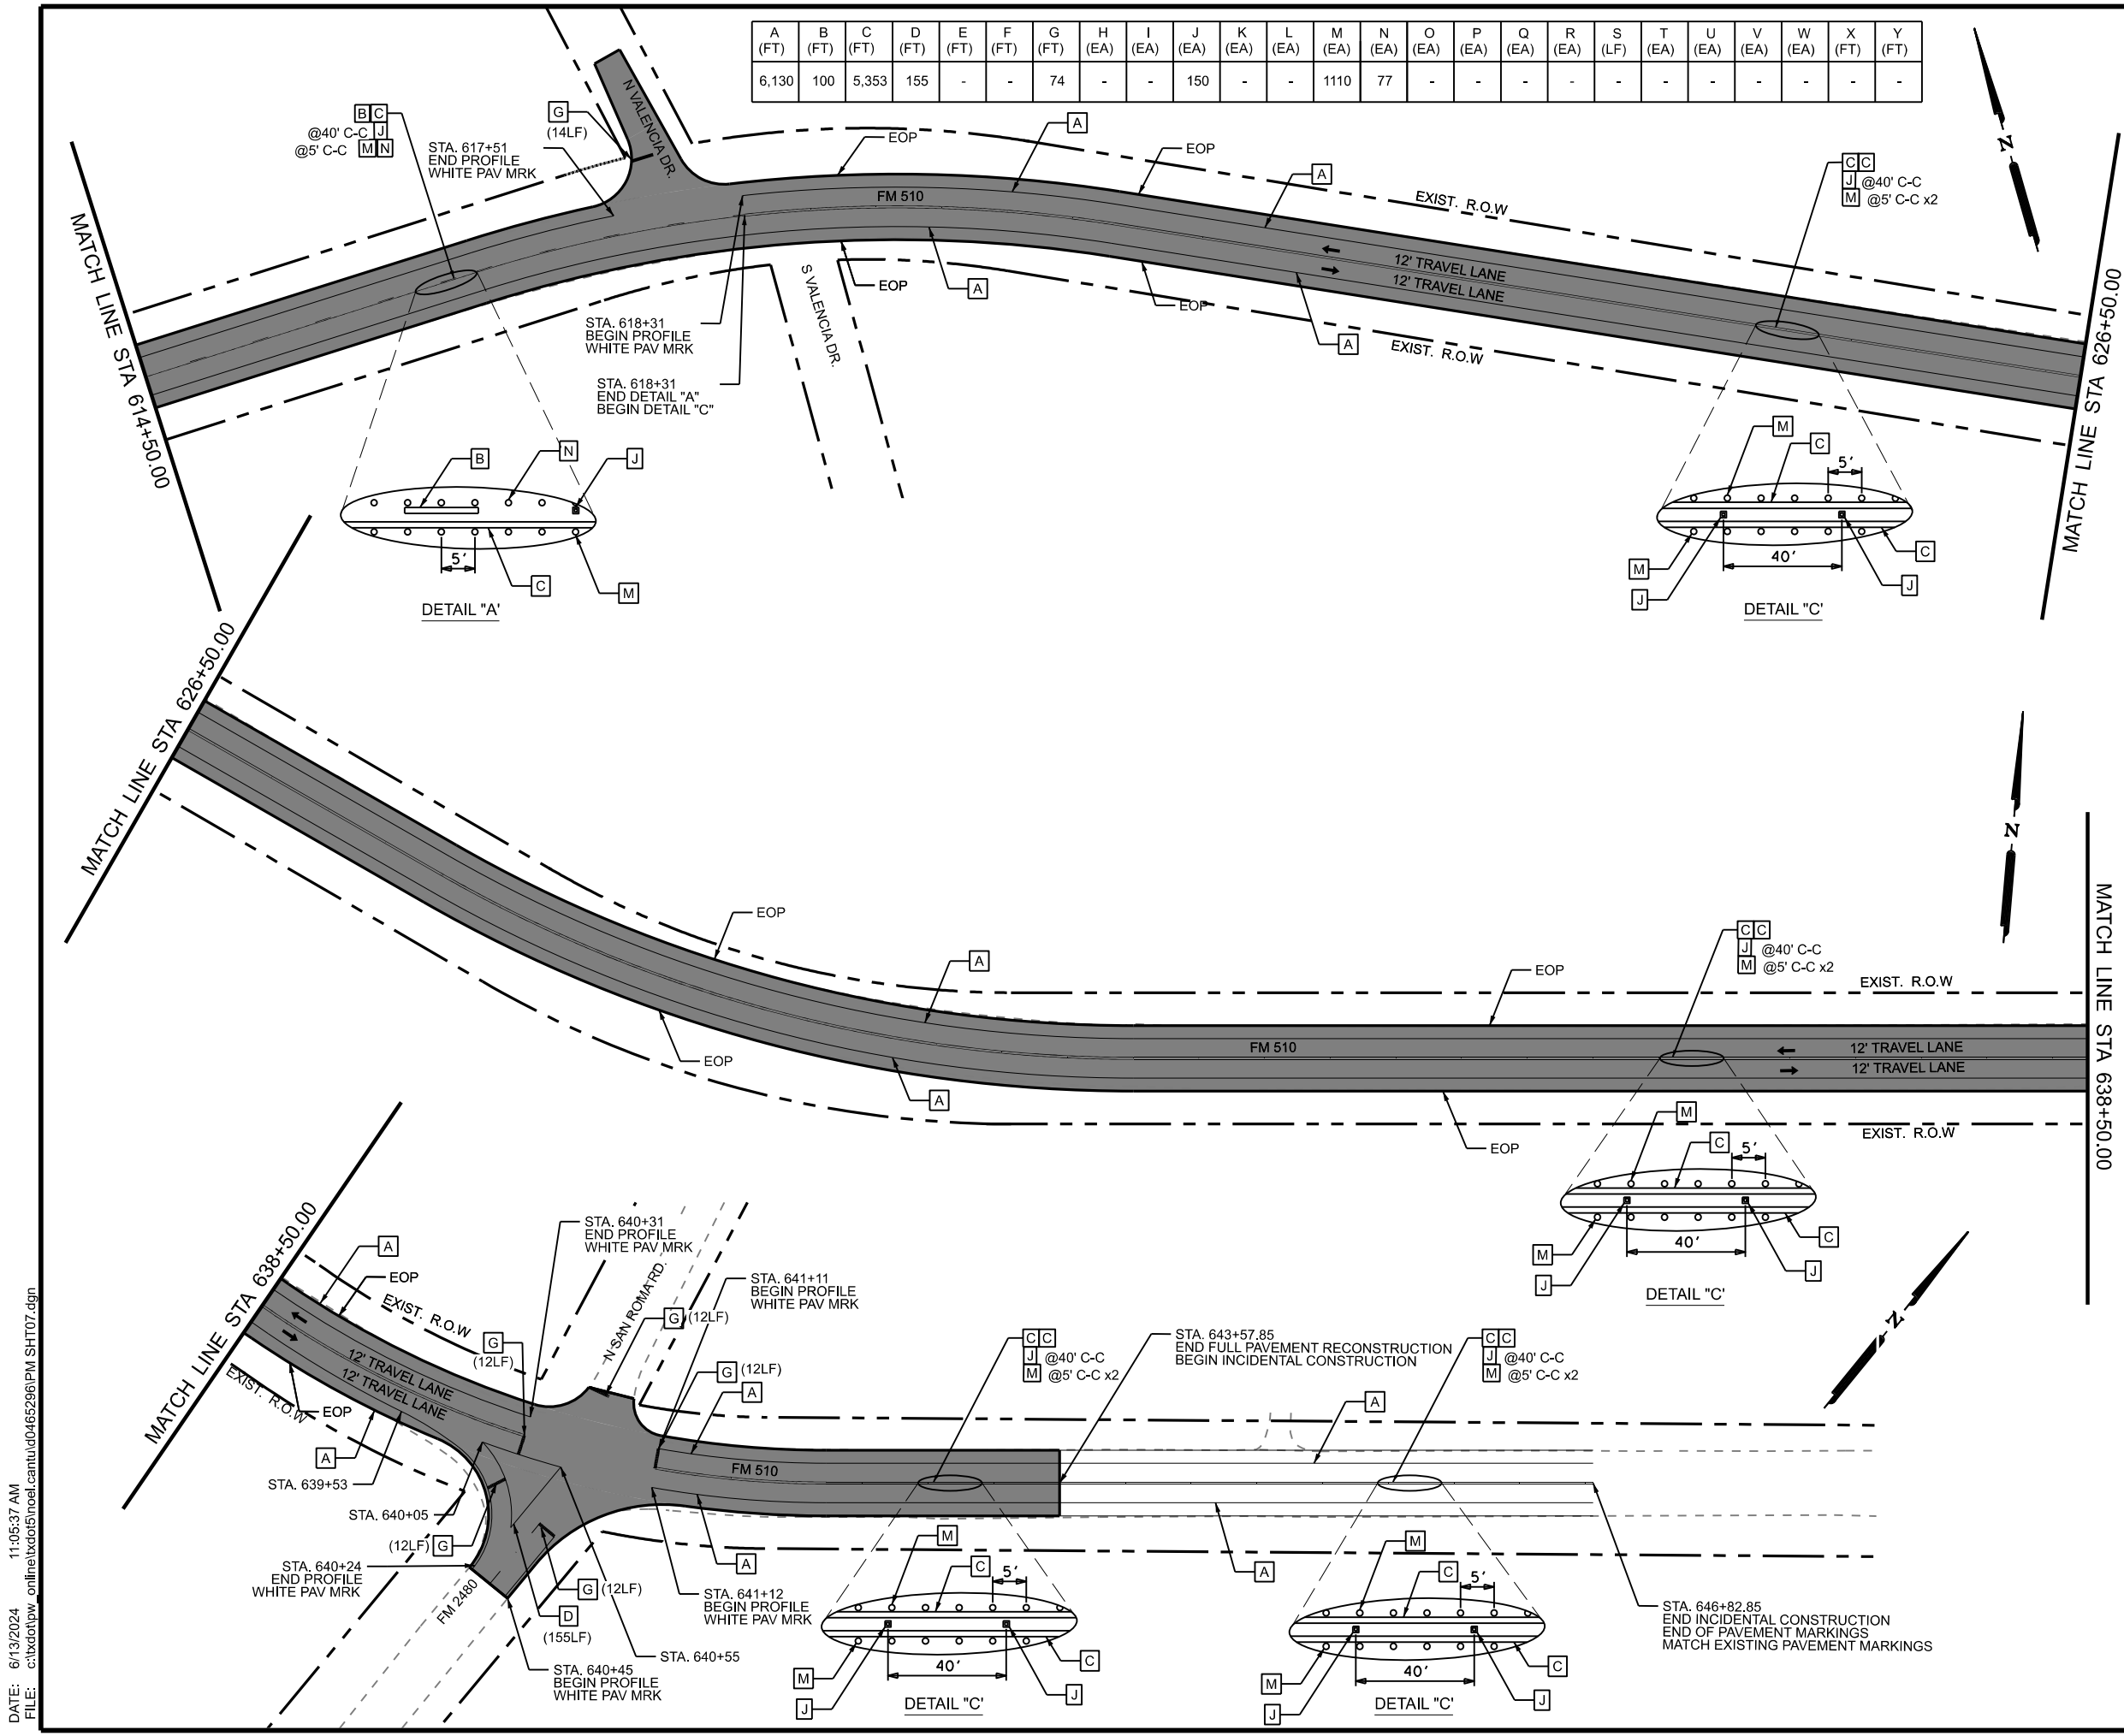 A (FT) B (FT) C (FT) D (FT) E (FT) F (FT) G (FT) H (EA) I (EA) J (EA) K (EA) L (EA) M (EA) N (EA) O (EA) P (EA) Q (EA) R (EA) S (LF) T (EA) U (EA) V (EA) W (EA) X (FT) Y (FT)
6,130 100 5,353 155 - - 74 - - 150 - - 1110 77 - - - - - - - - - - -
B C
@40' C-C J
@5' C-C M N
STA. 617+51
END PROFILE
WHITE PAV MRK
G
(14LF)
N VALENCIA DR.
EOP
A
EOP
A
FM 510
EXIST. R.O.W
C C
J @40' C-C
M @5' C-C x2
N
MATCH LINE STA 614+50.00
12' TRAVEL LANE
12' TRAVEL LANE
EOP
A
EOP
A
EXIST. R.O.W
S VALENCIA DR.
STA. 618+31
BEGIN PROFILE
WHITE PAV MRK
STA. 618+31
END DETAIL "A"
BEGIN DETAIL "C"
MATCH LINE STA 626+50.00
B
N
J
5'
C
M
DETAIL "A'
M
C
5'
M
40'
C
J
J
DETAIL "C'
MATCH LINE STA 626+50.00
EOP
A
EOP
A
FM 510
EOP
C C
J @40' C-C
M @5' C-C x2
EXIST. R.O.W
12' TRAVEL LANE
12' TRAVEL LANE
EXIST. R.O.W
EOP
N
MATCH LINE STA 638+50.00
M
C
5'
M
40'
C
J
J
DETAIL "C'
MATCH LINE STA 638+50.00
A
EOP
EXIST. R.O.W
12' TRAVEL LANE
12' TRAVEL LANE
EXIST. R.O.W
EOP
A
STA. 639+53
STA. 640+05
(12LF) G
STA. 640+24
END PROFILE
WHITE PAV MRK
FM 2480
G
(12LF)
STA. 640+31
END PROFILE
WHITE PAV MRK
N SAN ROMA RD.
G (12LF)
STA. 641+11
BEGIN PROFILE
WHITE PAV MRK
G (12LF)
A
FM 510
A
G (12LF)
D
(155LF)
STA. 640+45
BEGIN PROFILE
WHITE PAV MRK
STA. 640+55
STA. 641+12
BEGIN PROFILE
WHITE PAV MRK
C C
J @40' C-C
M @5' C-C x2
STA. 643+57.85
END FULL PAVEMENT RECONSTRUCTION
BEGIN INCIDENTAL CONSTRUCTION
C C
J @40' C-C
M @5' C-C x2
A
A
N
M
C
5'
M
40'
C
J
J
DETAIL "C'
M
C
5'
M
40'
C
J
J
DETAIL "C'
STA. 646+82.85
END INCIDENTAL CONSTRUCTION
END OF PAVEMENT MARKINGS
MATCH EXISTING PAVEMENT MARKINGS
DATE: 6/13/2024 11:05:37 AM
FILE: c:\txdot\pw_online\txdot5\noel.cantu\d0465296\PM SHT07.dgn